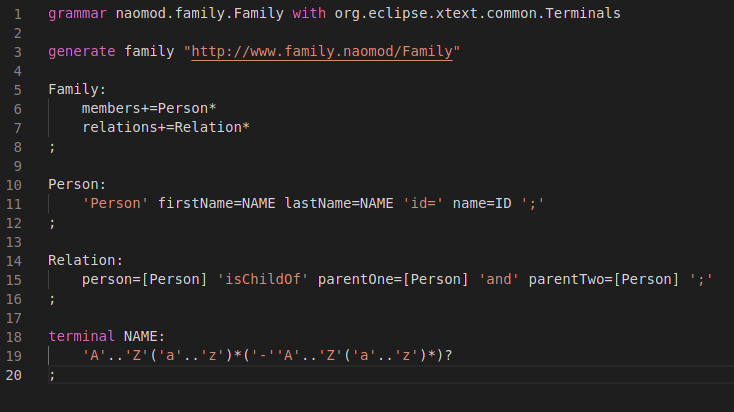 1 grammar naomod.family.Family with org.eclipse.xtext.common.Terminals
2
3 generate family "http://www.family.naomod/Family"
4
5 Family:
6 members+=Person*
7 relations+=Relation*
8 ;
9
10 Person:
11 'Person' firstName=NAME lastName=NAME 'id=' name=ID ';'
12 ;
13
14 Relation:
15 person=[Person] 'isChildOf' parentOne=[Person] 'and' parentTwo=[Person] ';'
16 ;
17
18 terminal NAME:
19 'A'..'Z'('a'..'z')*('-''A'..'Z'('a'..'z')*)?
20 ;